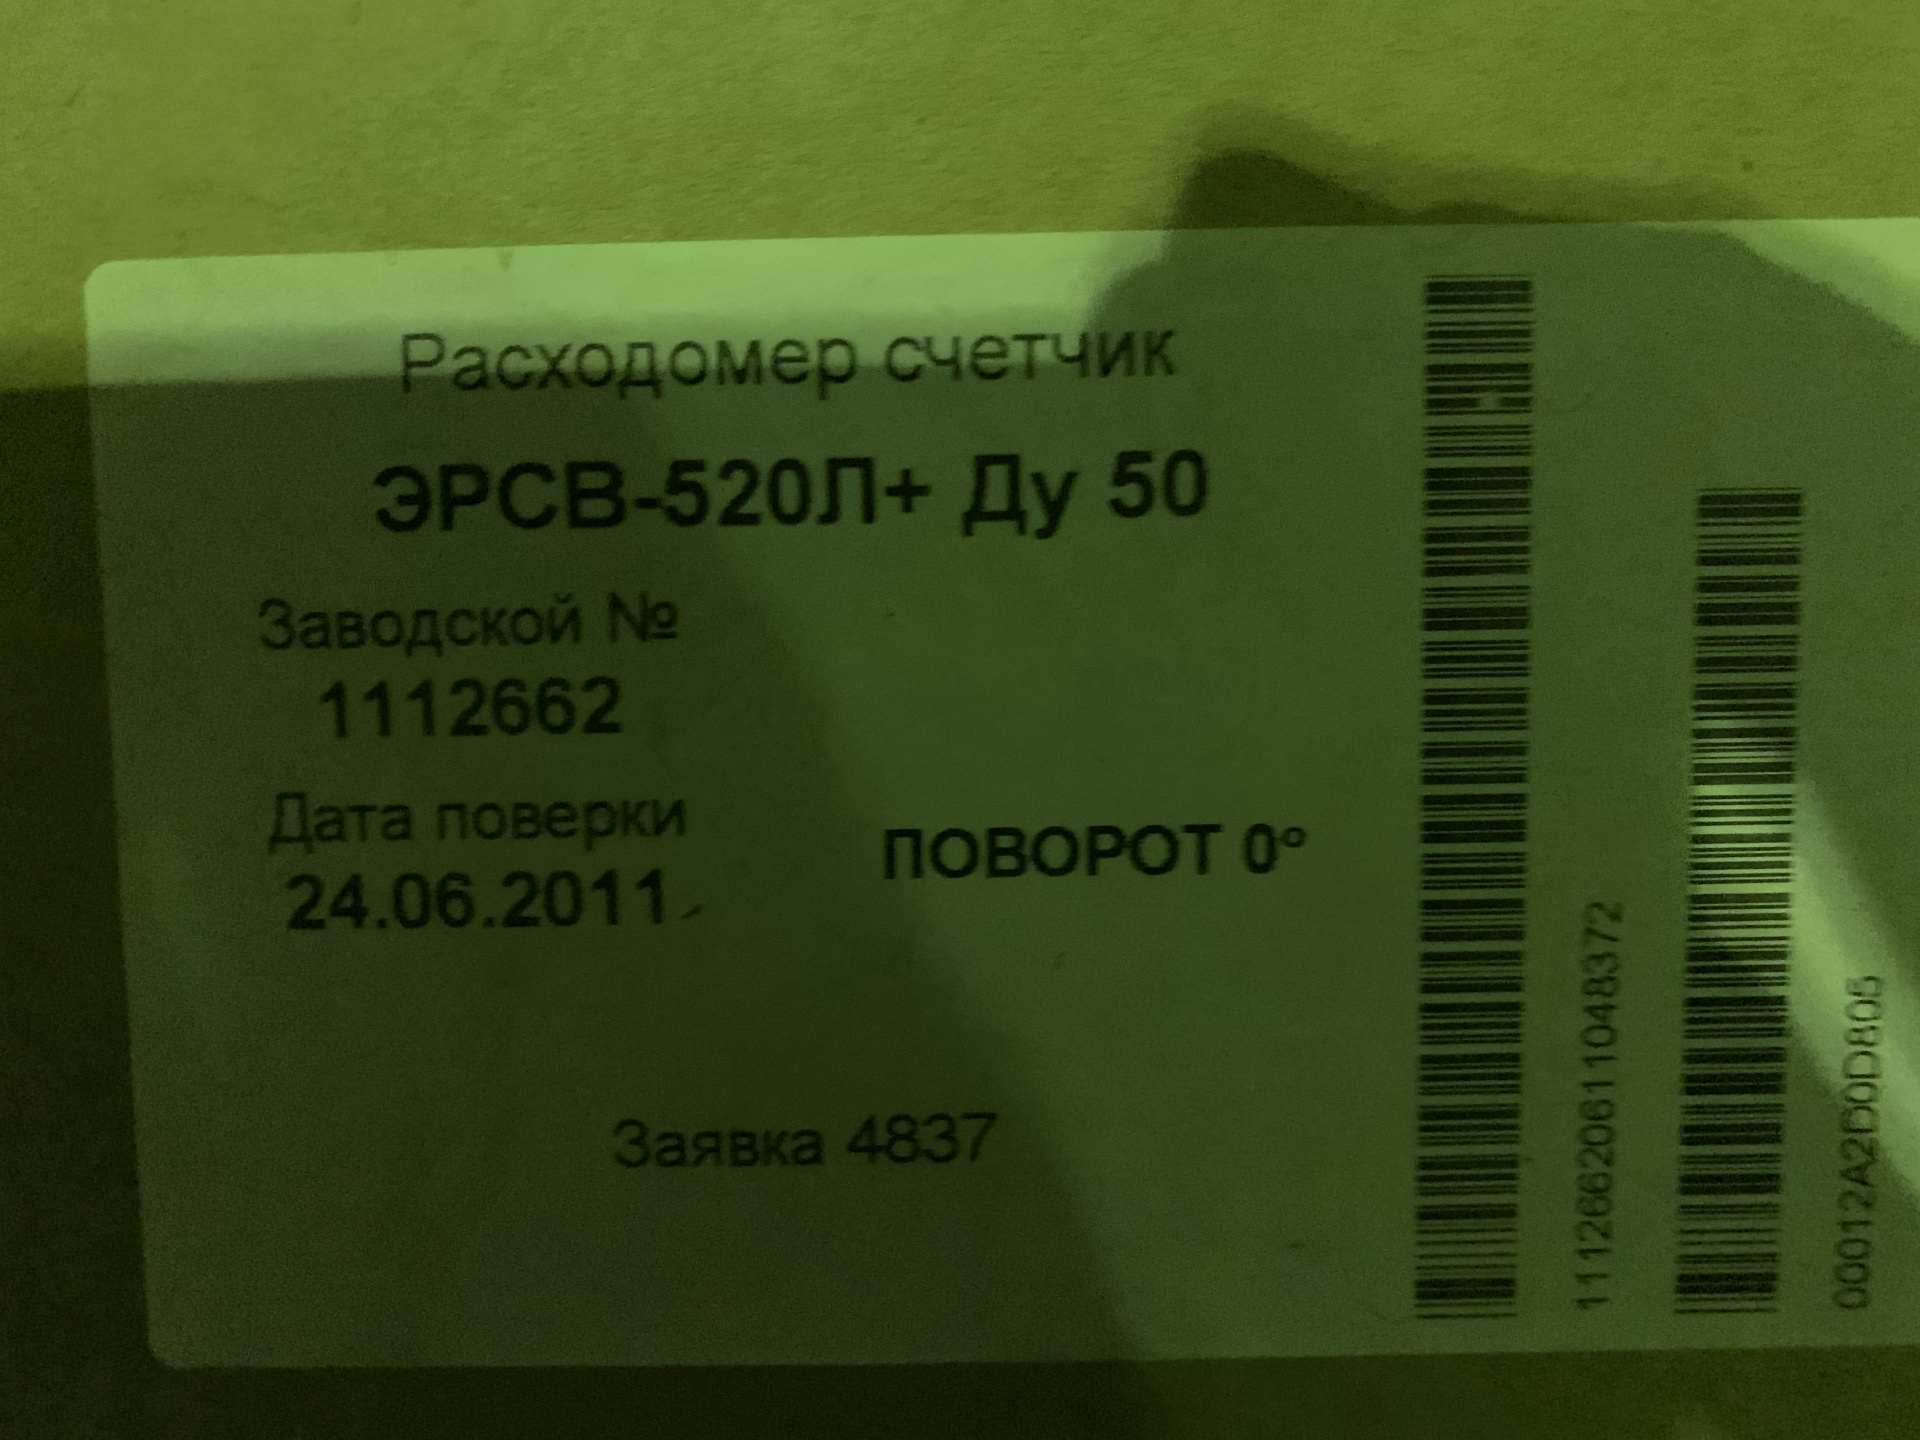 Расходомер счетчик
ЭРСВ-520Л+ Ду 50
Заводской №
1112662
Дата поверки
24.06.2011
ПОВОРОТ 0°
Заявка 4837
11126620611048372
00012A2D0D805